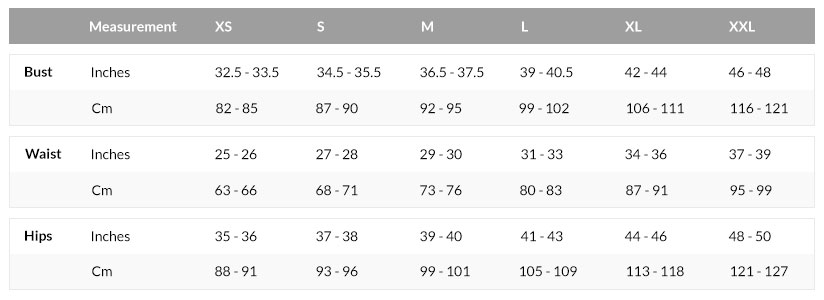 Measurement XS S M L XL XXL
Bust Inches 32.5 - 33.5 34.5 - 35.5 36.5 - 37.5 39 - 40.5 42 - 44 46 - 48
Cm 82 - 85 87 - 90 92 - 95 99 - 102 106 - 111 116 - 121
Waist Inches 25 - 26 27 - 28 29 - 30 31 - 33 34 - 36 37 - 39
Cm 63 - 66 68 - 71 73 - 76 80 - 83 87 - 91 95 - 99
Hips Inches 35 - 36 37 - 38 39 - 40 41 - 43 44 - 46 48 - 50
Cm 88 - 91 93 - 96 99 - 101 105 - 109 113 - 118 121 - 127